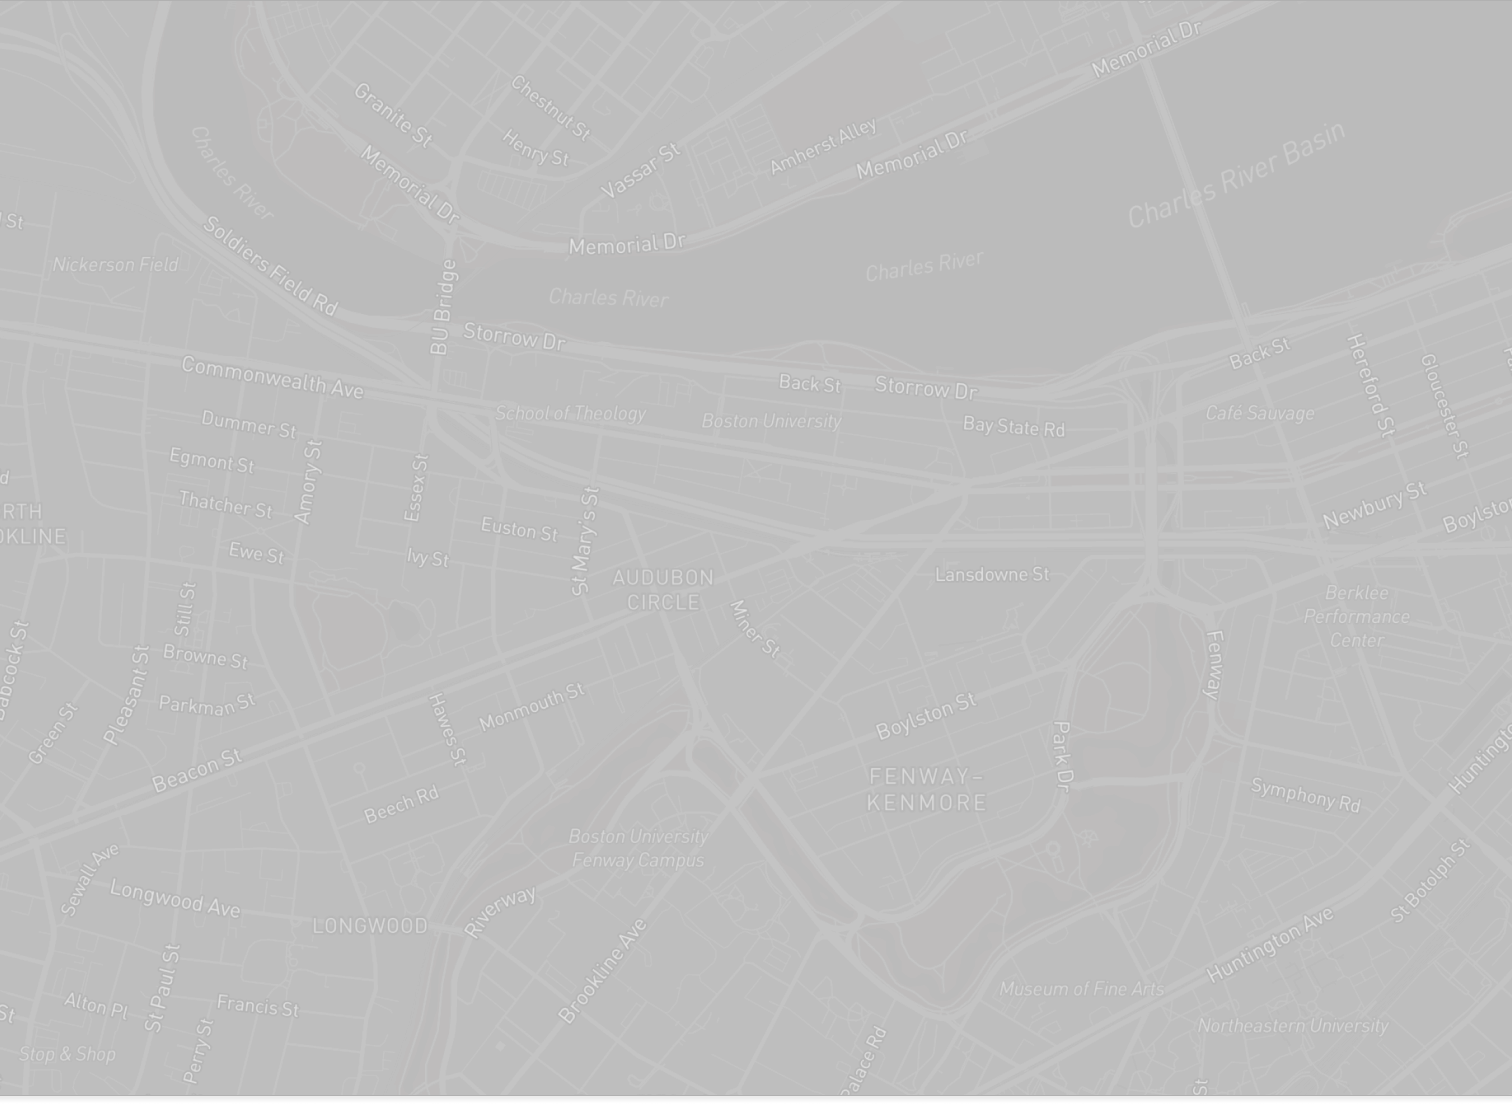 Memorial Dr
Chestnut St
Granite St
Henry St
Amherst Alley
Memorial Dr
Vassar St
Charles River Basin
Charles River
Memorial Dr
Memorial Dr
Charles River
Nickerson Field
Soldiers Field Rd
BU Bridge
Charles River
Storrow Dr
Back St
Hereford St
Gloucester St
Commonwealth Ave
Back St
Storrow Dr
School of Theology
Boston University
Bay State Rd
Café Sauvage
Dummer St
Egmont St
Amory St
Essex St
Thatcher St
St Mary's St
Euston St
Newbury St
Boylston
Ewe St
Ivy St
AUDUBON
CIRCLE
Lansdowne St
Berklee
Performance
Center
Still St
Miner St
Browne St
Fenway
Babcock St
Pleasant St
Parkman St
Green St
Hawes St
Monmouth St
Boylston St
Park Dr
Beacon St
Beech Rd
FENWAY-
KENMORE
Symphony Rd
Huntington
Boston University
Fenway Campus
Sewall Ave
Longwood Ave
LONGWOOD
Riverway
St Botolph St
Huntington Ave
Brookline Ave
St Paul St
Alton Pl
Francis St
Museum of Fine Arts
Northeastern University
Stop & Shop
Perry St
Palace Rd
St